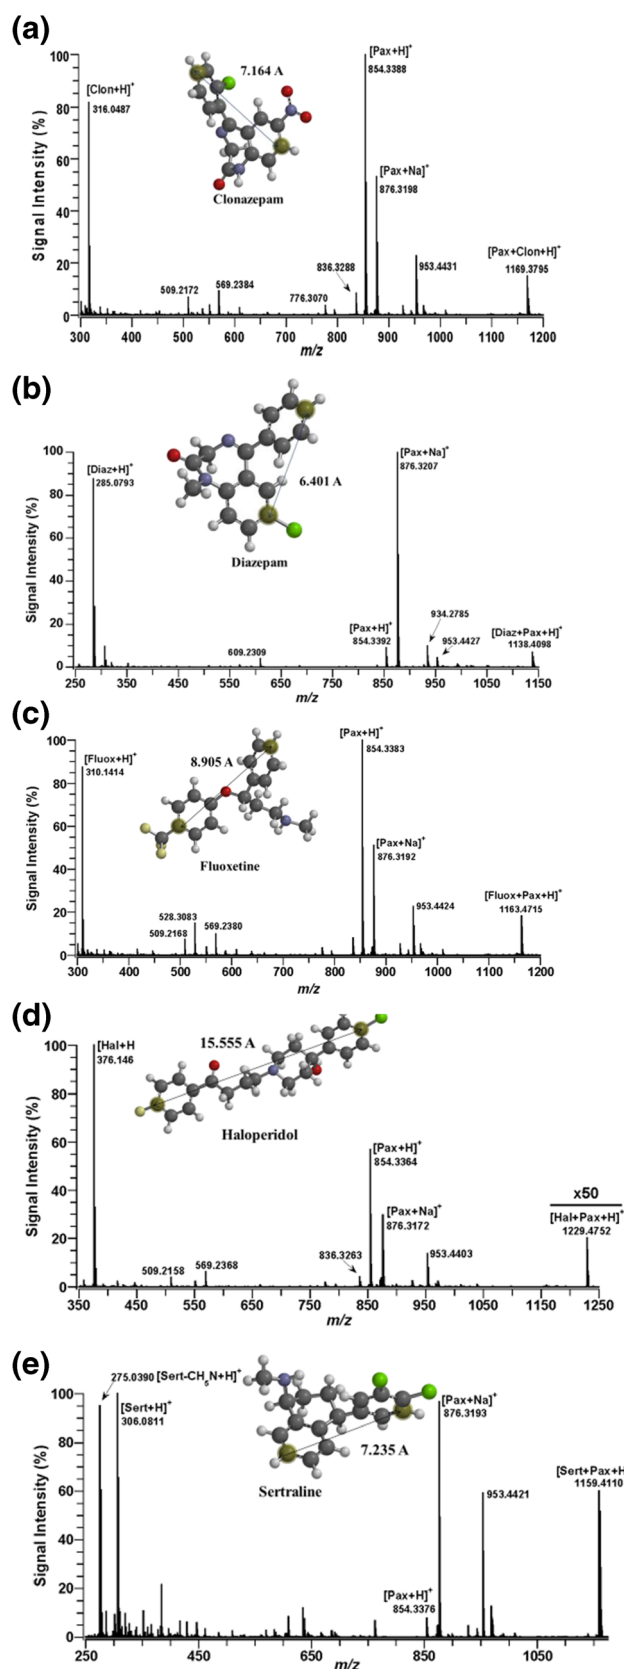 (a)
Signal Intensity (%)
100
80
60
40
20
0
[Clon+H]⁺
316.0487
7.164 A
Clonazepam
[Pax+H]⁺
854.3388
[Pax+Na]⁺
876.3198
836.3288
953.4431
[Pax+Clon+H]⁺
1169.3795
509.2172
569.2384
776.3070
300 400 500 600 700 800 900 1000 1100 1200
m/z
(b)
Signal Intensity (%)
100
80
60
40
20
0
[Diaz+H]⁺
285.0793
6.401 A
Diazepam
[Pax+Na]⁺
876.3207
[Pax+H]⁺
854.3392
934.2785
953.4427
[Diaz+Pax+H]⁺
1138.4098
609.2309
250 350 450 550 650 750 850 950 1050 1150
m/z
(c)
Signal Intensity (%)
100
80
60
40
20
0
[Fluox+H]⁺
310.1414
8.905 A
Fluoxetine
[Pax+H]⁺
854.3383
[Pax+Na]⁺
876.3192
953.4424
[Fluox+Pax+H]⁺
1163.4715
528.3083
509.2168
569.2380
300 400 500 600 700 800 900 1000 1100 1200
m/z
(d)
Signal Intensity (%)
100
80
60
40
20
0
[Hal+H
376.146
15.555 A
Haloperidol
[Pax+H]⁺
854.3364
[Pax+Na]⁺
876.3172
x50
[Hal+Pax+H]⁺
1229.4752
836.3263
953.4403
509.2158
569.2368
350 450 550 650 750 850 950 1050 1150 1250
m/z
(e)
Signal Intensity (%)
100
80
60
40
20
0
275.0390 [Sert-CH₅N+H]⁺
[Sert+H]⁺
306.0811
7.235 A
Sertraline
[Pax+Na]⁺
876.3193
953.4421
[Sert+Pax+H
1159.4110
[Pax+H]⁺
854.3376
250 450 650 850 1050
m/z